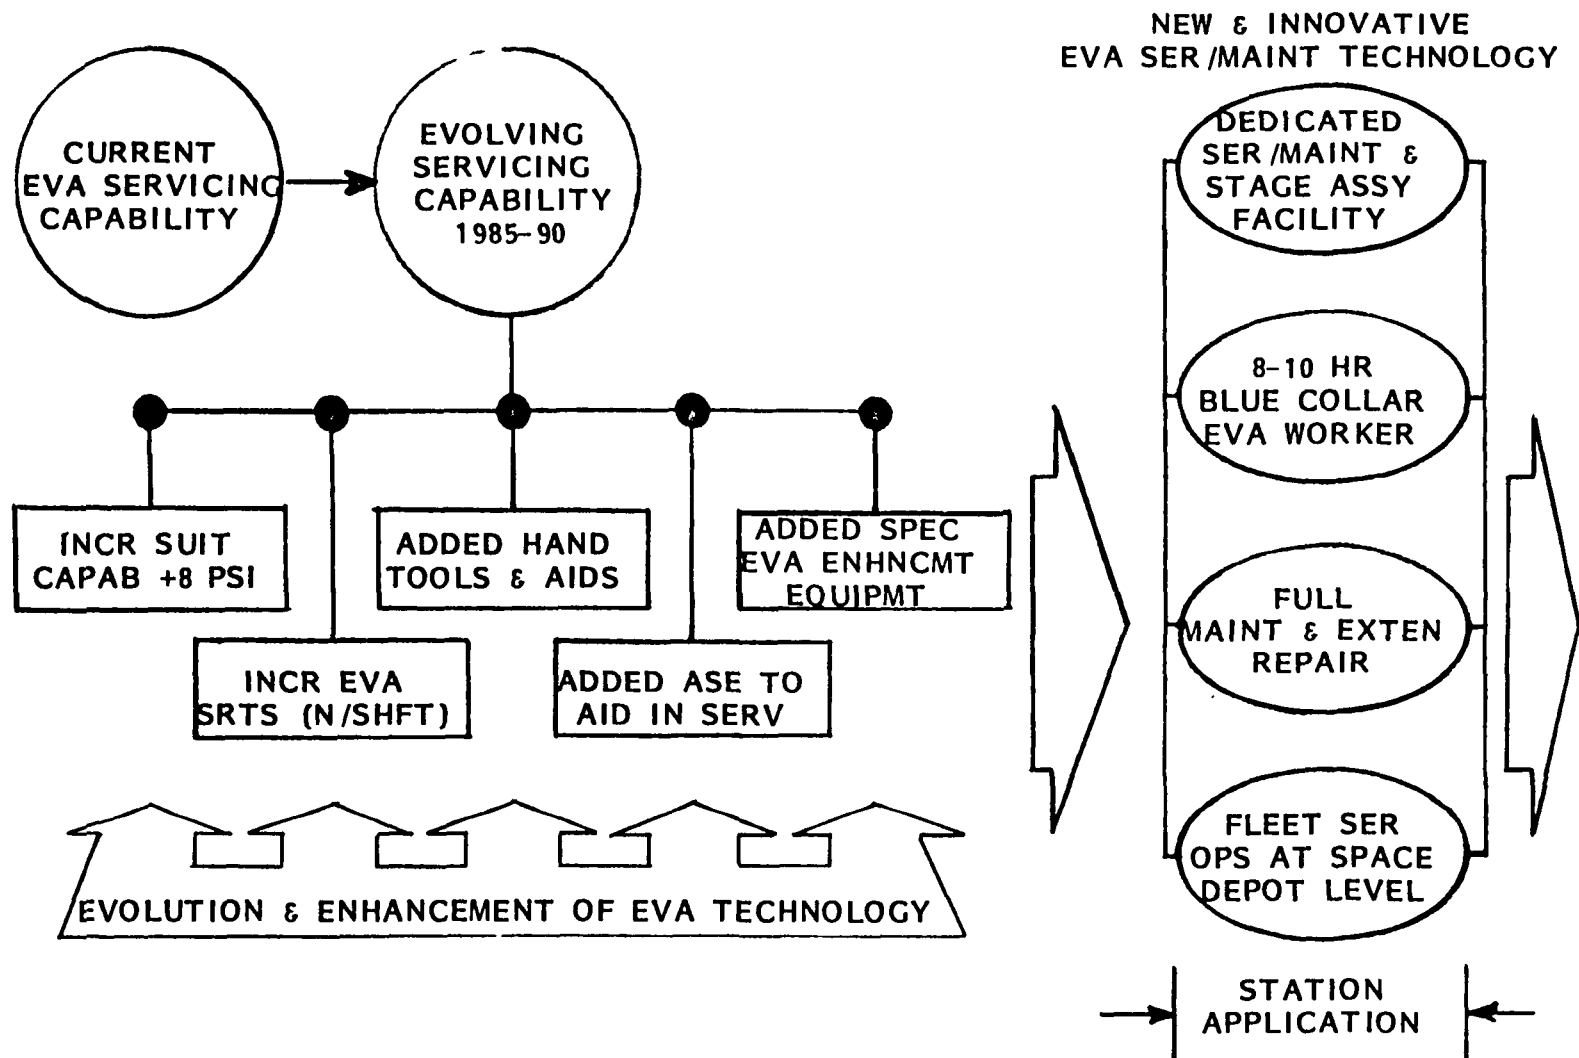 NEW & INNOVATIVE
EVA SER/MAINT TECHNOLOGY
CURRENT
EVA SERVICING
CAPABILITY
EVOLVING
SERVICING
CAPABILITY
1985-90
INCR SUIT
CAPAB +8 PSI
INCR EVA
SRTS (N/SHFT)
ADDED HAND
TOOLS & AIDS
ADDED ASE TO
AID IN SERV
ADDED SPEC
EVA ENHNCMT
EQUIPMT
EVOLUTION & ENHANCEMENT OF EVA TECHNOLOGY
DEDICATED
SER/MAINT &
STAGE ASSY
FACILITY
8-10 HR
BLUE COLLAR
EVA WORKER
FULL
MAINT & EXTEN
REPAIR
FLEET SER
OPS AT SPACE
DEPOT LEVEL
STATION
APPLICATION